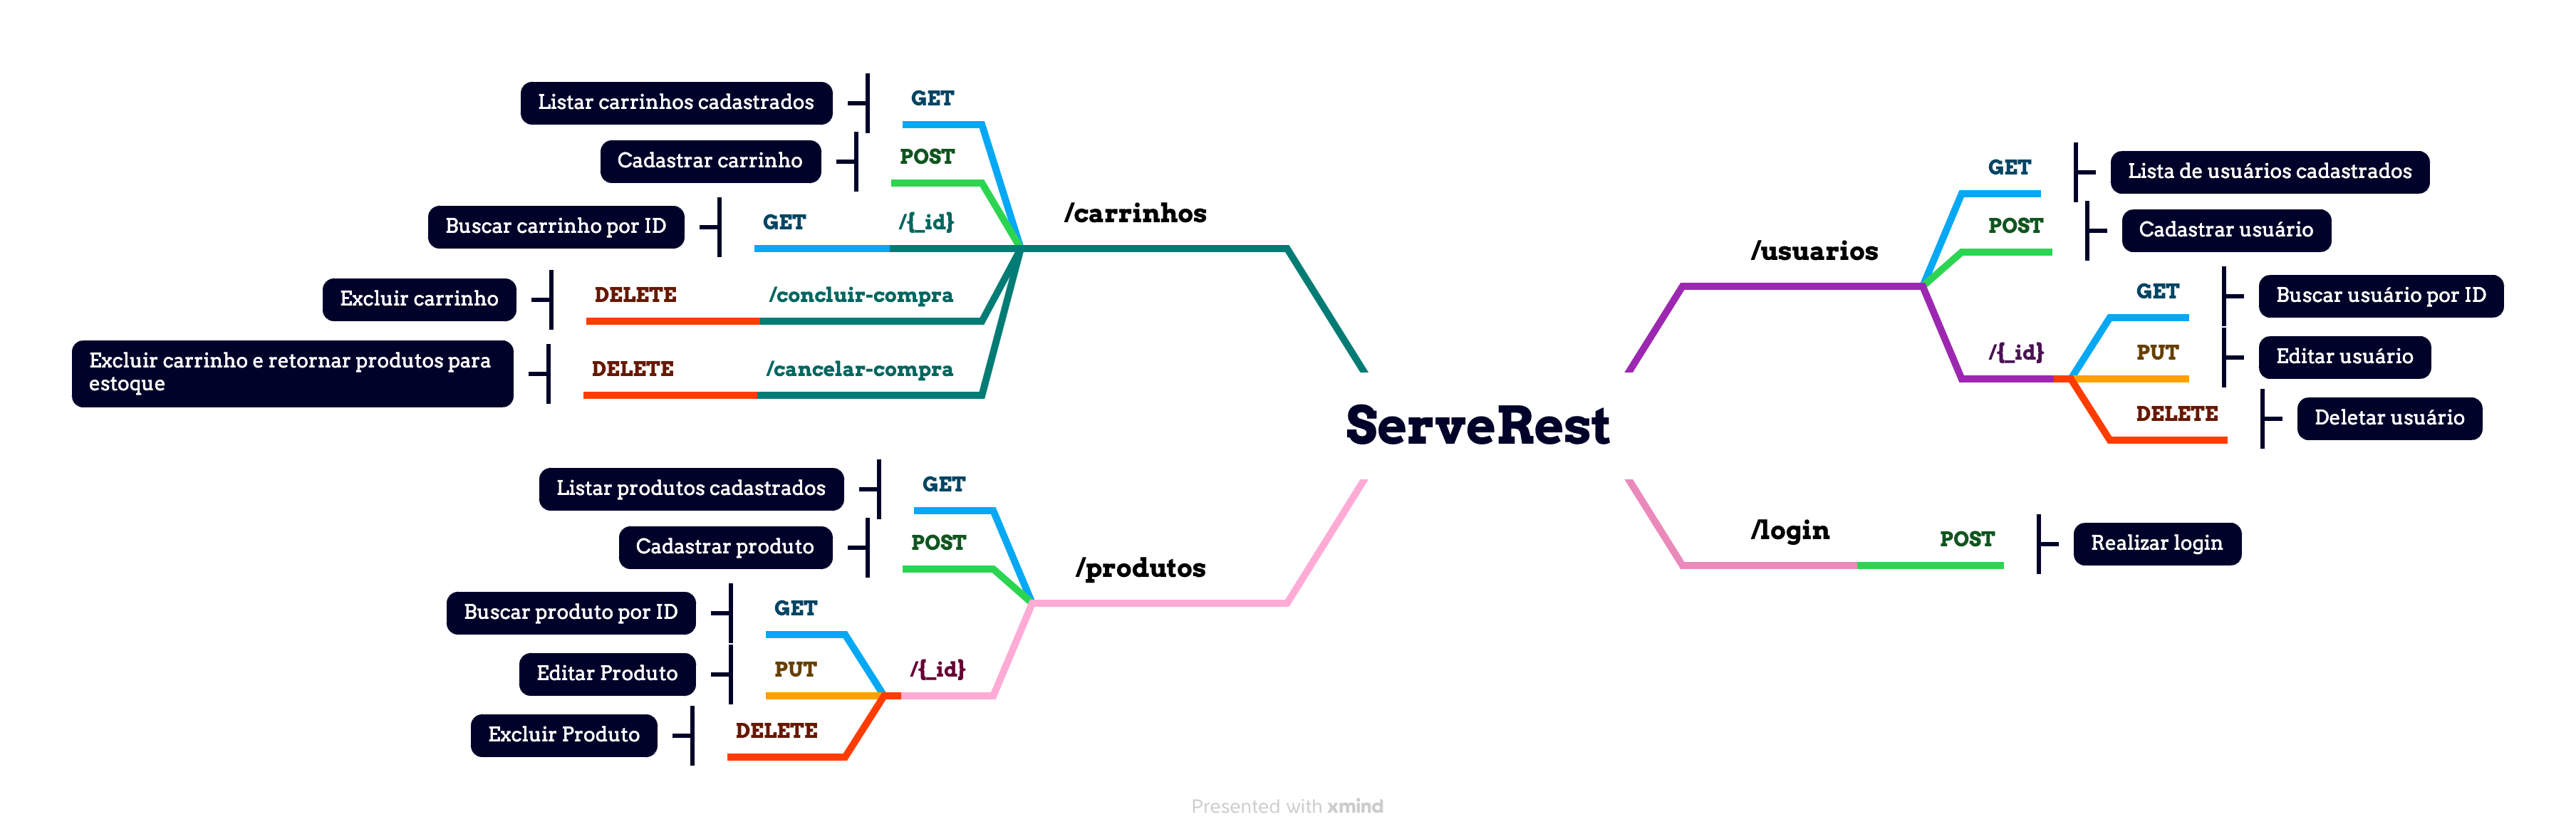 ServeRest
/usuarios
GET
Lista de usuários cadastrados
POST
Cadastrar usuário
/{_id}
GET
Buscar usuário por ID
PUT
Editar usuário
DELETE
Deletar usuário
/login
POST
Realizar login
/carrinhos
GET
Listar carrinhos cadastrados
POST
Cadastrar carrinho
/{_id}
GET
Buscar carrinho por ID
/concluir-compra
DELETE
Excluir carrinho
/cancelar-compra
DELETE
Excluir carrinho e retornar produtos para
estoque
/produtos
GET
Listar produtos cadastrados
POST
Cadastrar produto
/{_id}
GET
Buscar produto por ID
PUT
Editar Produto
DELETE
Excluir Produto
Presented with xmind